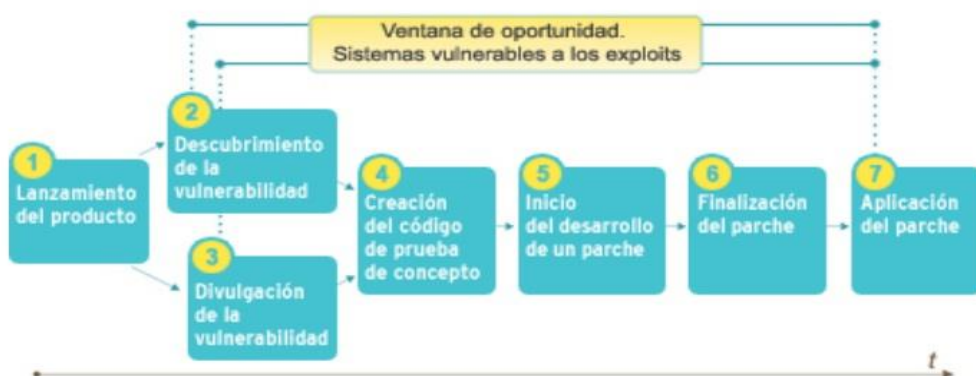 Ventana de oportunidad.
Sistemas vulnerables a los exploits
1
Lanzamiento
del producto
2
Descubrimiento
de la
vulnerabilidad
3
Divulgación
de la
vulnerabilidad
4
Creación
del código
de prueba
de concepto
5
Inicio
del desarrollo
de un parche
6
Finalización
del parche
7
Aplicación
del parche
t